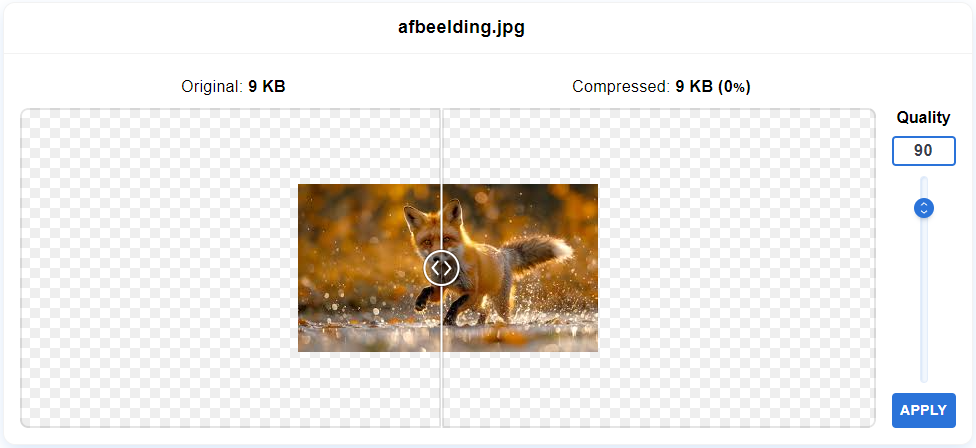 afbeelding.jpg
Original: 9 KB
Compressed: 9 KB (0%)
Quality
90
APPLY